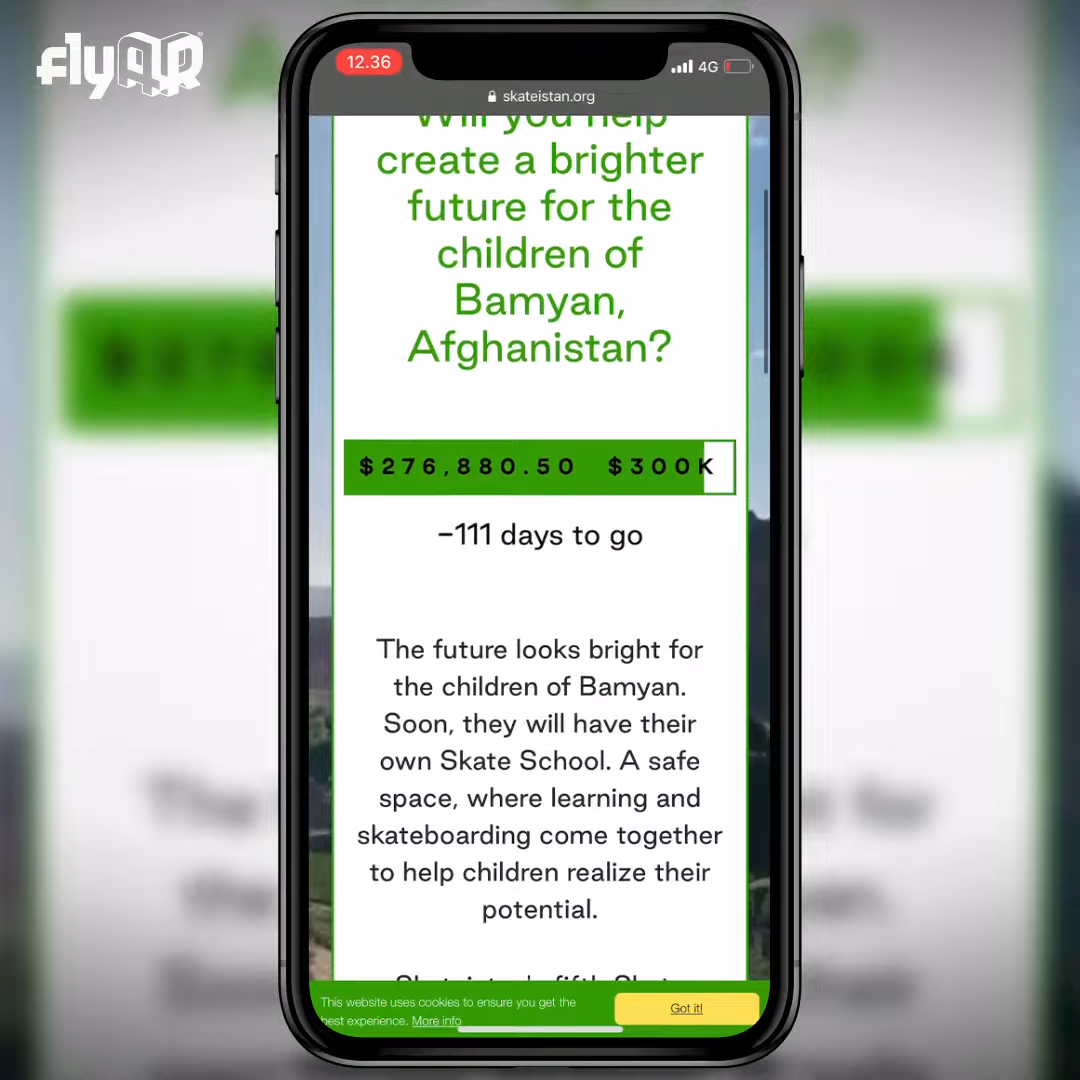 flyAR
12.36
4G
skateistan.org
Will you help
create a brighter
future for the
children of
Bamyan,
Afghanistan?
$276,880.50 $300K
-111 days to go
The future looks bright for
the children of Bamyan.
Soon, they will have their
own Skate School. A safe
space, where learning and
skateboarding come together
to help children realize their
potential.
This website uses cookies to ensure you get the
best experience. More info
Got it!